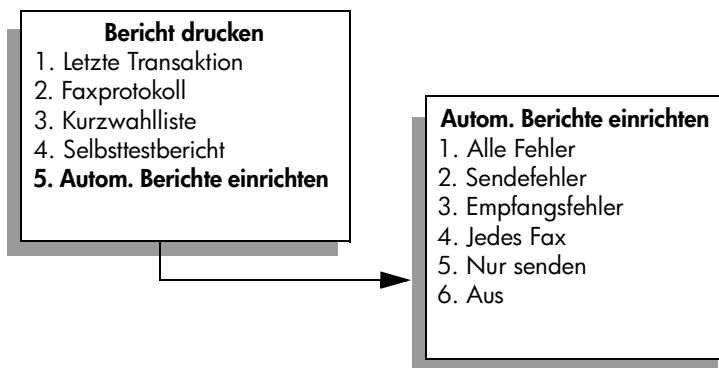 Bericht drucken
1. Letzte Transaktion
2. Faxprotokoll
3. Kurzwahlliste
4. Selbsttestbericht
5. Autom. Berichte einrichten
Autom. Berichte einrichten
1. Alle Fehler
2. Sendefehler
3. Empfangsfehler
4. Jedes Fax
5. Nur senden
6. Aus